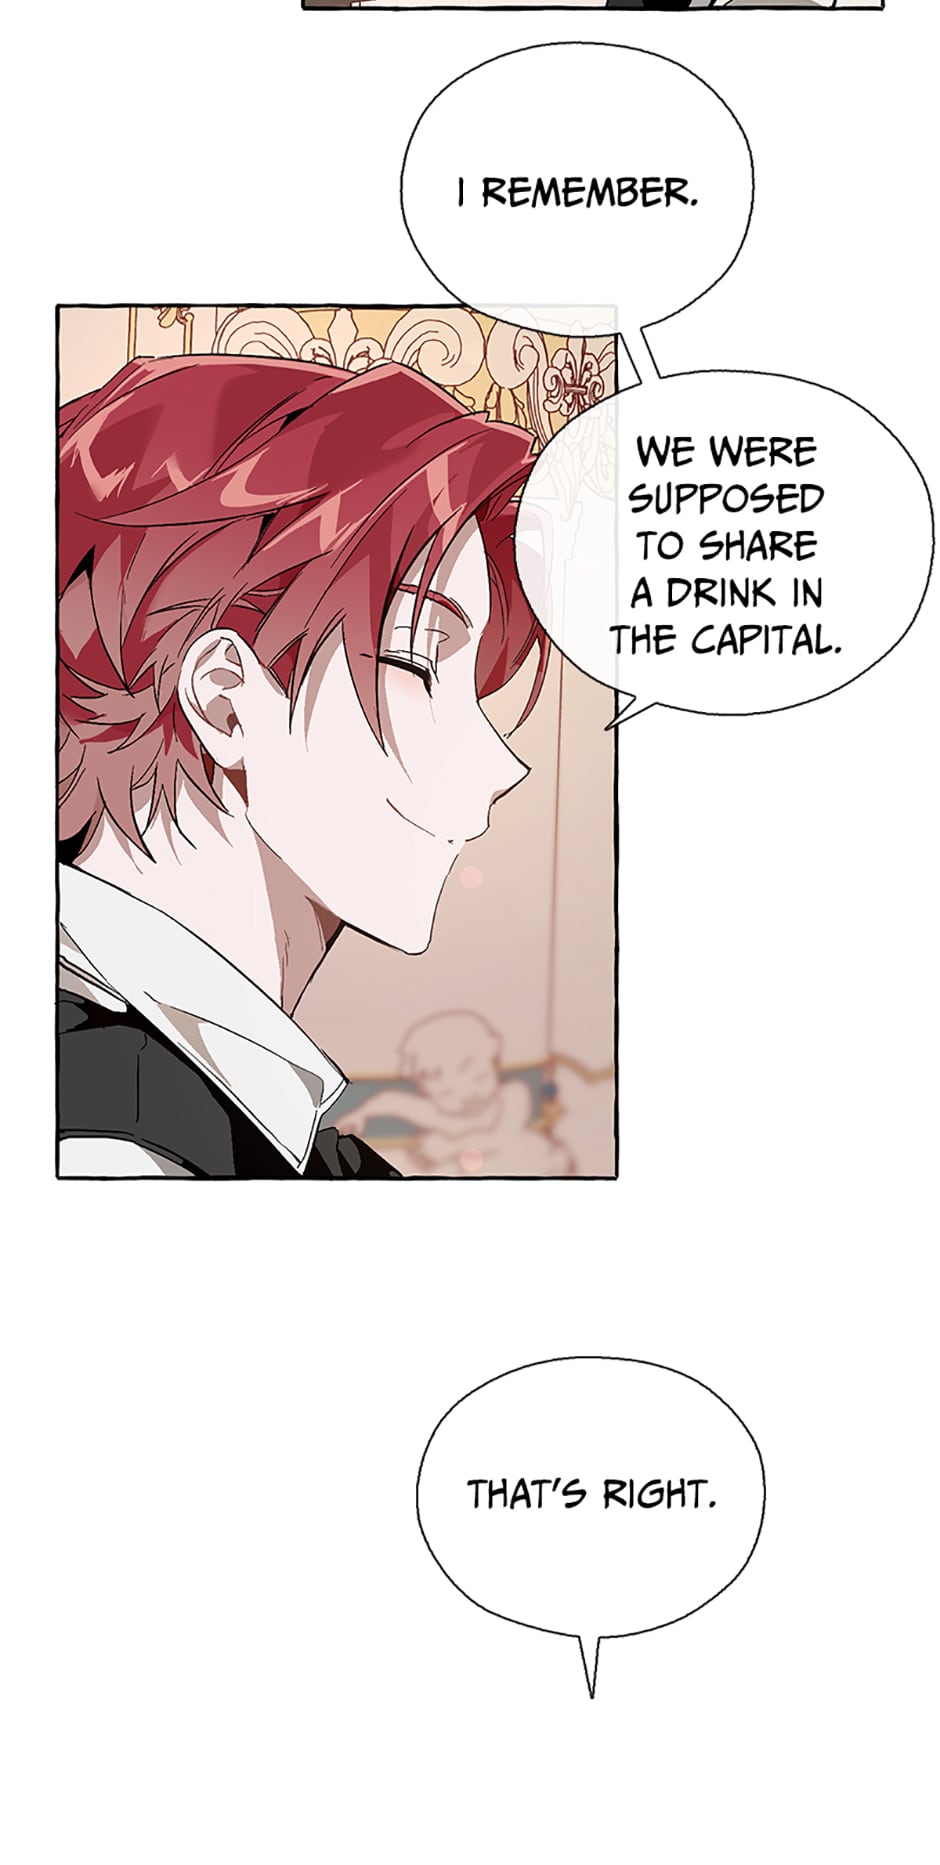 I REMEMBER.
WE WERE
SUPPOSED
TO SHARE
A DRINK IN
THE CAPITAL.
THAT'S RIGHT.